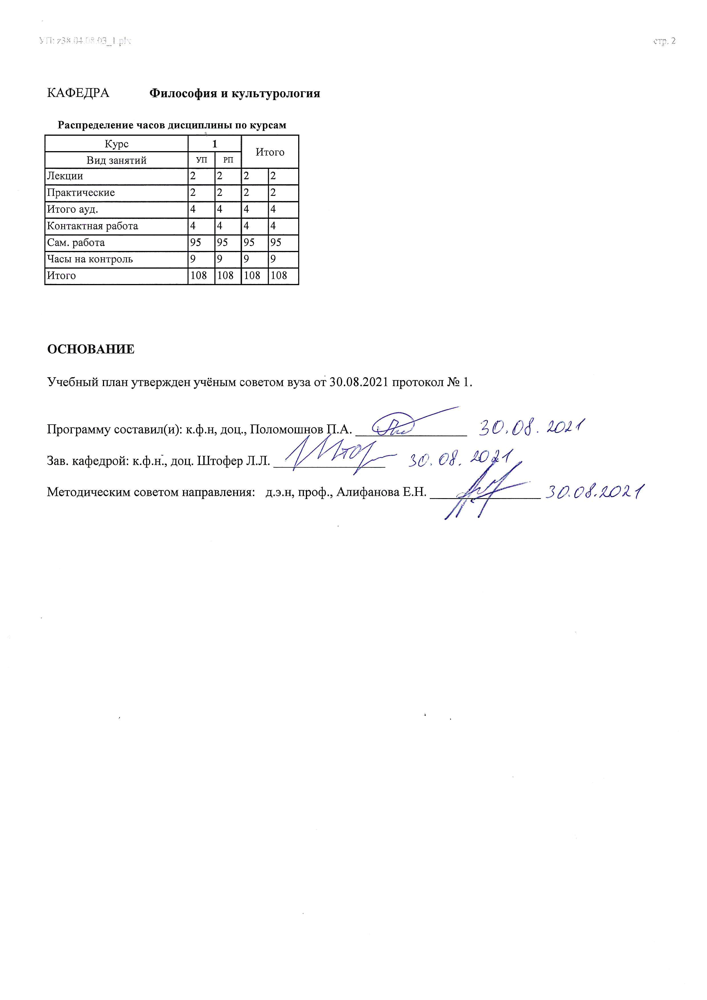 УП: z38.04.08.03_1.plx стр. 2
КАФЕДРА Философия и культурология
Распределение часов дисциплины по курсам
Курс 1 Итого
Вид занятий УП РП
Лекции 2 2 2 2
Практические 2 2 2 2
Итого ауд. 4 4 4 4
Контактная работа 4 4 4 4
Сам. работа 95 95 95 95
Часы на контроль 9 9 9 9
Итого 108 108 108 108
ОСНОВАНИЕ
Учебный план утвержден учёным советом вуза от 30.08.2021 протокол № 1.
Программу составил(и): к.ф.н, доц., Поломошнов П.А. 30.08.2021
Зав. кафедрой: к.ф.н., доц. Штофер Л.Л. 30.08.2021
Методическим советом направления: д.э.н, проф., Алифанова Е.Н. 30.08.2021